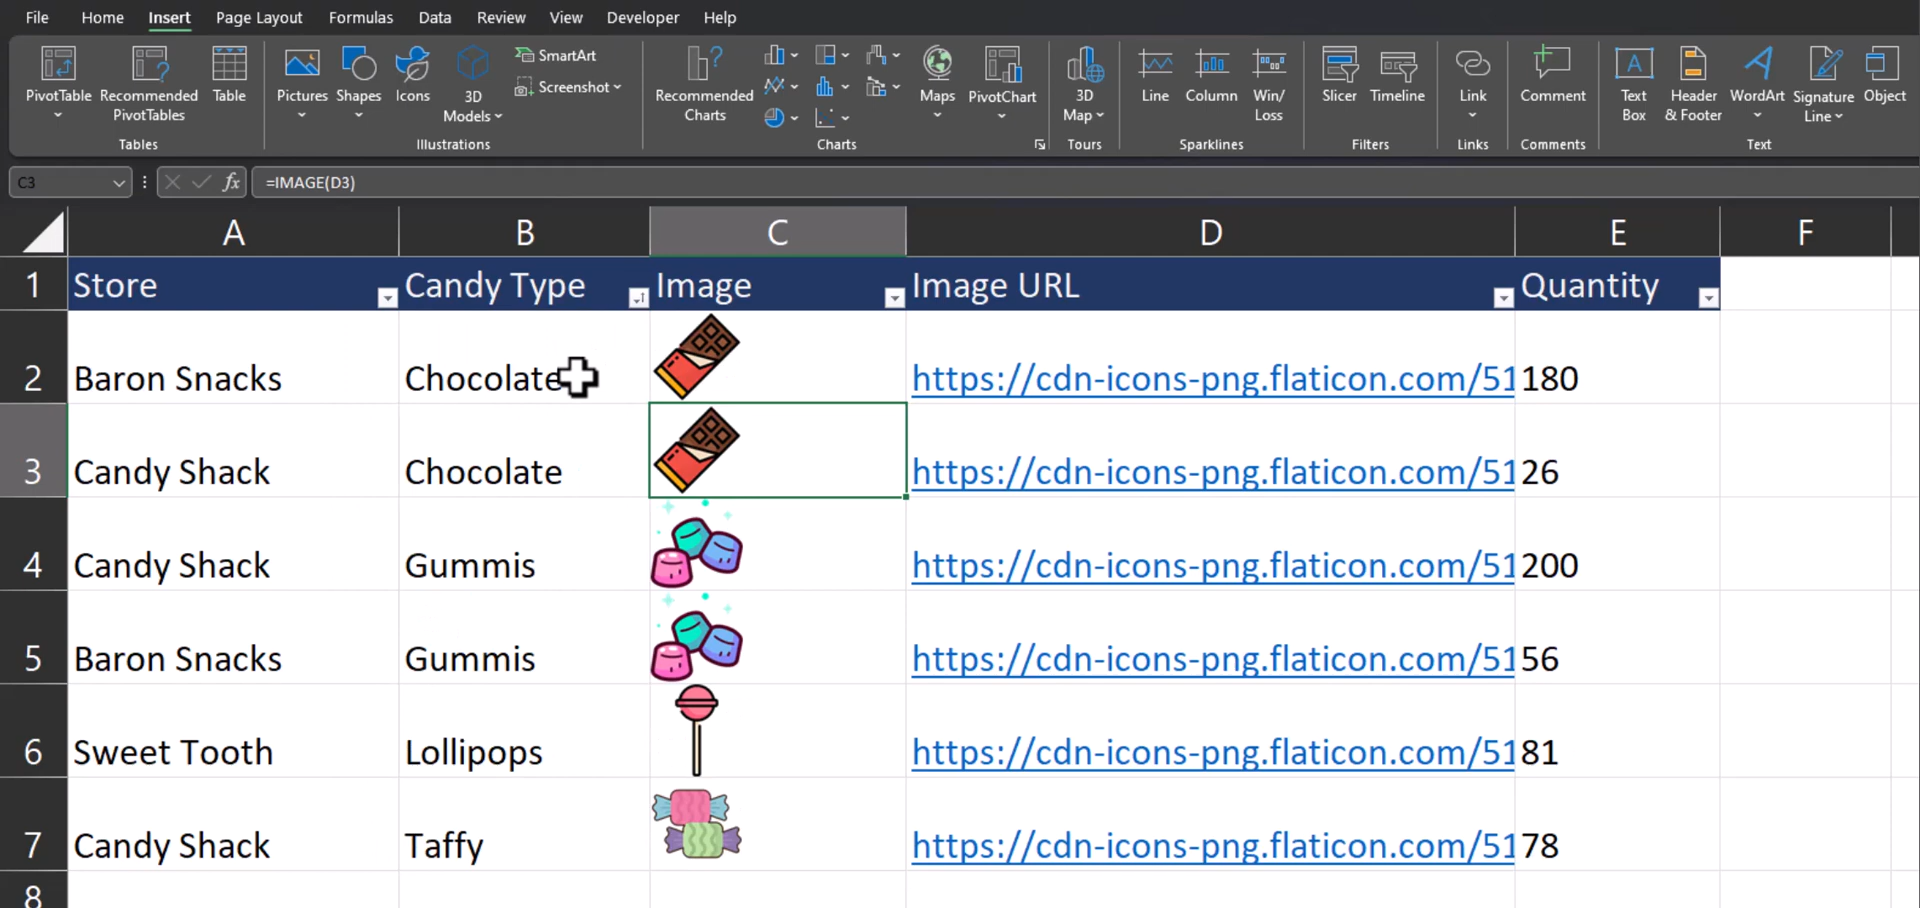 File Home Insert Page Layout Formulas Data Review View Developer Help
PivotTable Recommended PivotTables Table
Tables
Pictures Shapes Icons 3D Models SmartArt Screenshot
Illustrations
Recommended Charts Maps PivotChart
Charts
3D Map
Tours
Line Column Win/Loss
Sparklines
Slicer Timeline
Filters
Link
Links
Comment
Comments
Text Box Header & Footer WordArt Signature Line Object
Text
C3 fx =IMAGE(D3)
A B C D E F
1 Store Candy Type Image Image URL Quantity
2 Baron Snacks Chocolate https://cdn-icons-png.flaticon.com/51 180
3 Candy Shack Chocolate https://cdn-icons-png.flaticon.com/51 26
4 Candy Shack Gummis https://cdn-icons-png.flaticon.com/51 200
5 Baron Snacks Gummis https://cdn-icons-png.flaticon.com/51 56
6 Sweet Tooth Lollipops https://cdn-icons-png.flaticon.com/51 81
7 Candy Shack Taffy https://cdn-icons-png.flaticon.com/51 78
8